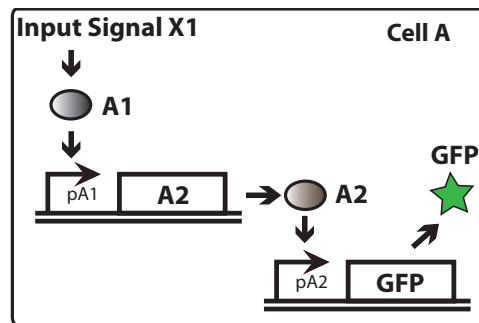 Input Signal X1
Cell A
A1
GFP
pA1
A2
A2
pA2
GFP